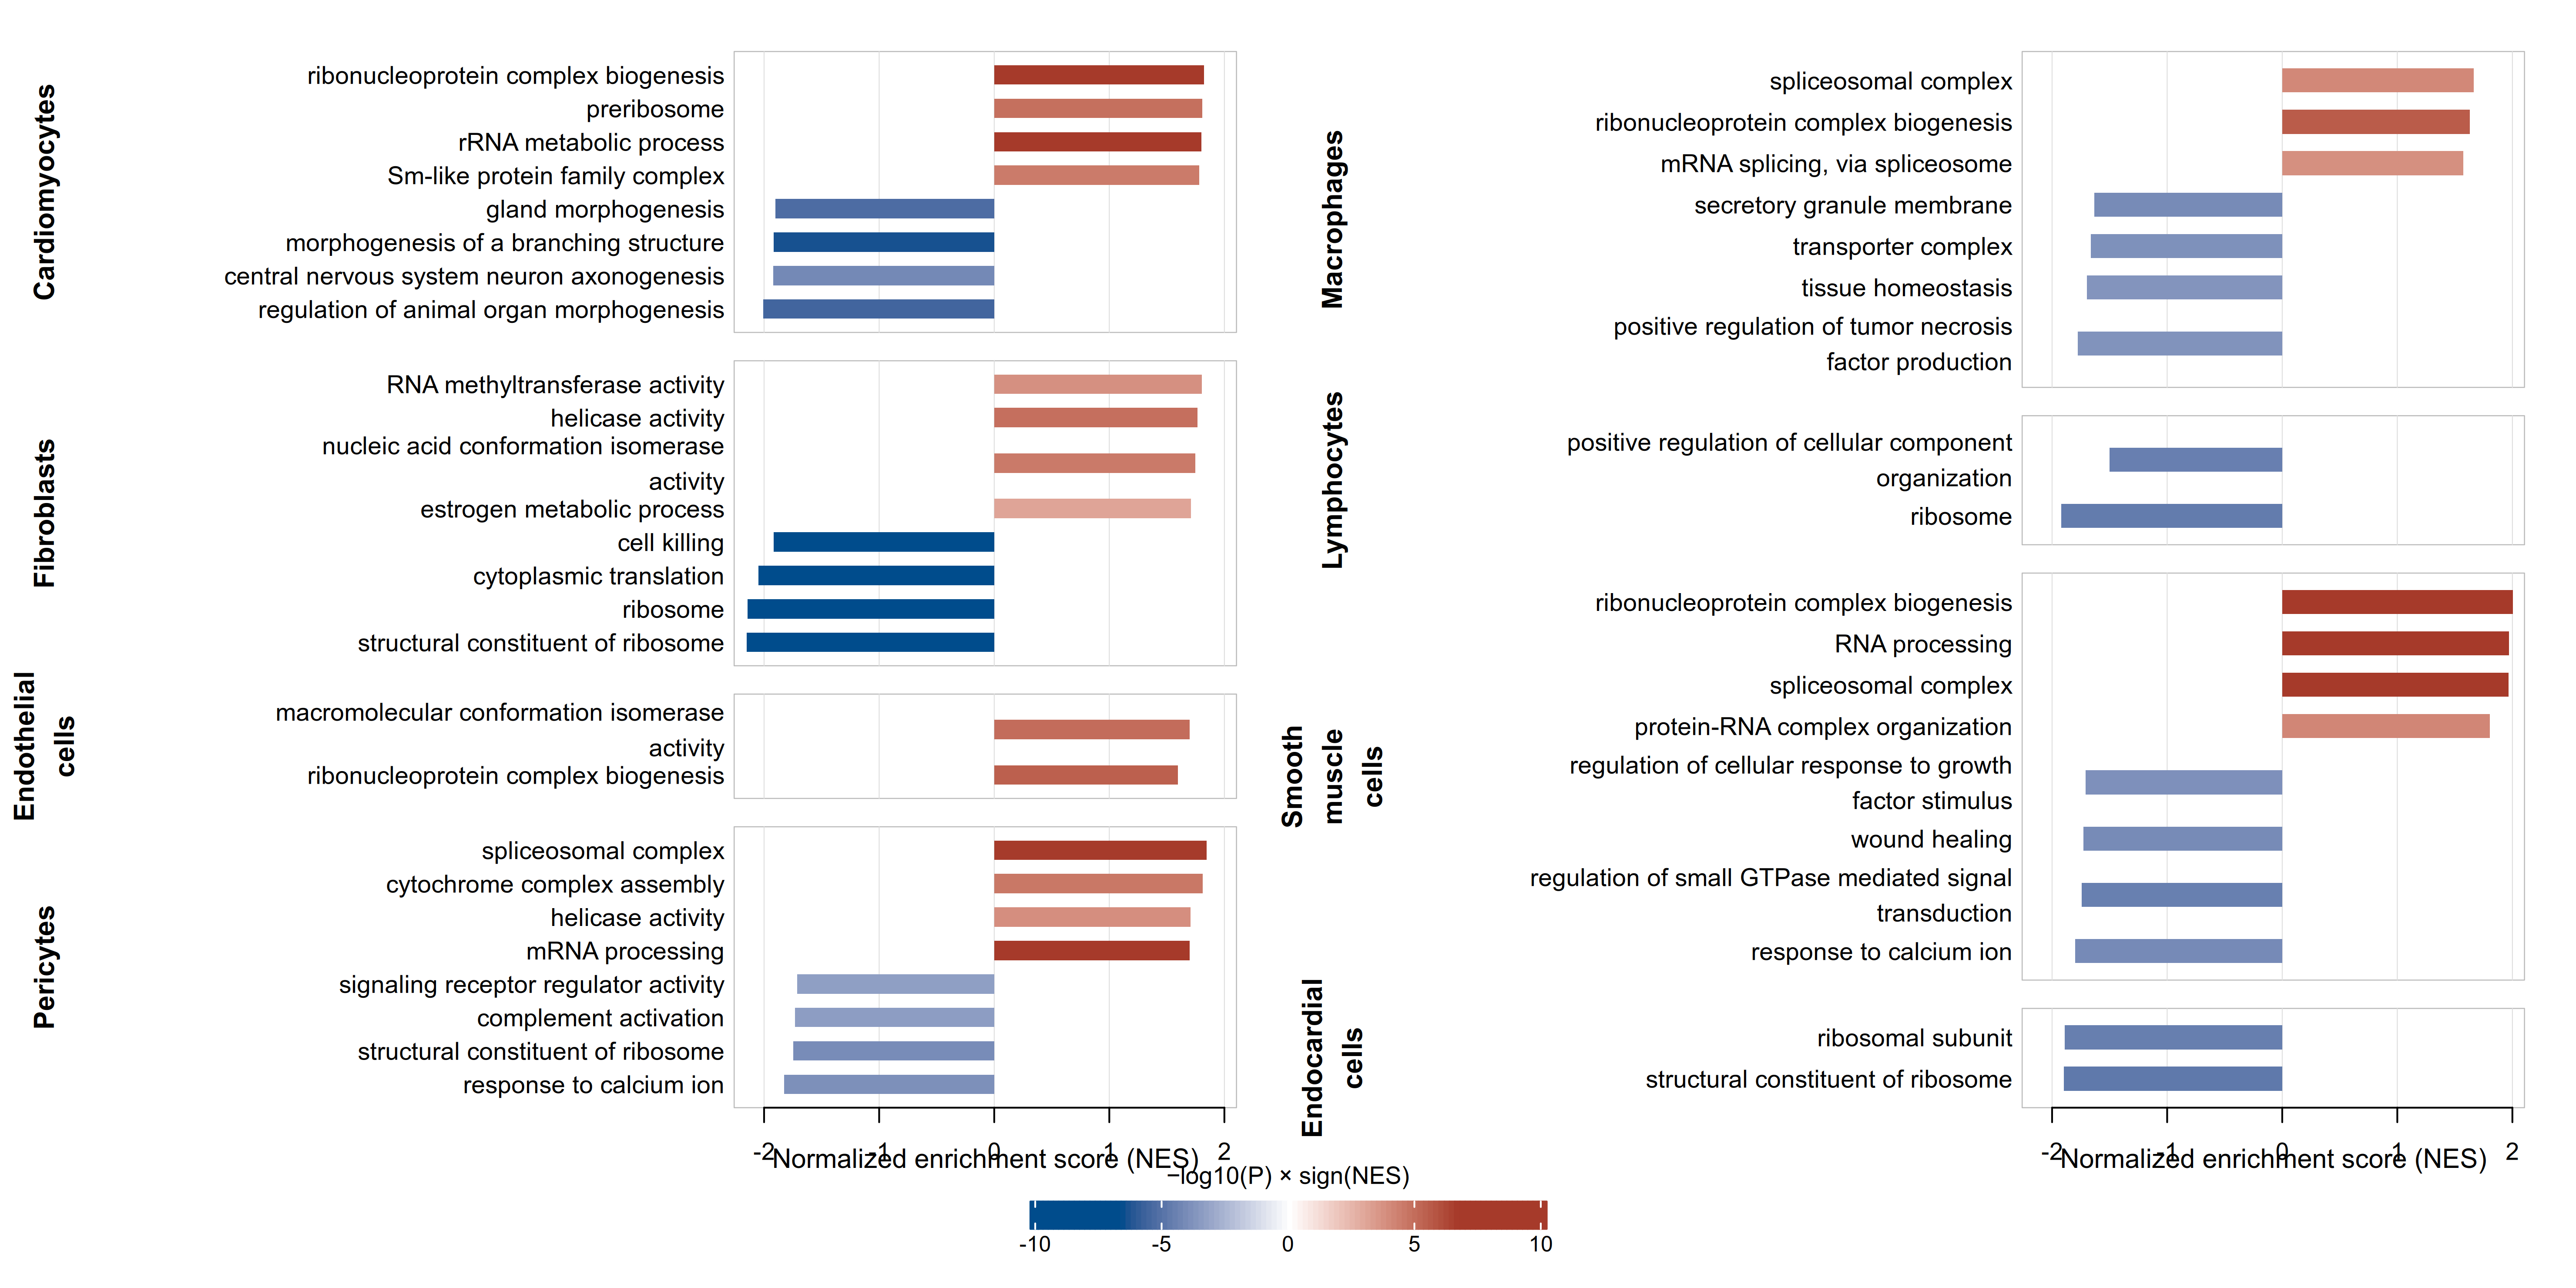 Cardiomyocytes
ribonucleoprotein complex biogenesis
preribosome
rRNA metabolic process
Sm-like protein family complex
gland morphogenesis
morphogenesis of a branching structure
central nervous system neuron axonogenesis
regulation of animal organ morphogenesis
Fibroblasts
RNA methyltransferase activity
helicase activity
nucleic acid conformation isomerase
activity
estrogen metabolic process
cell killing
cytoplasmic translation
ribosome
structural constituent of ribosome
Endothelial
cells
macromolecular conformation isomerase
activity
ribonucleoprotein complex biogenesis
Pericytes
spliceosomal complex
cytochrome complex assembly
helicase activity
mRNA processing
signaling receptor regulator activity
complement activation
structural constituent of ribosome
response to calcium ion
-2 -1 0 1 2
Normalized enrichment score (NES)
Macrophages
spliceosomal complex
ribonucleoprotein complex biogenesis
mRNA splicing, via spliceosome
secretory granule membrane
transporter complex
tissue homeostasis
positive regulation of tumor necrosis
factor production
Lymphocytes
positive regulation of cellular component
organization
ribosome
Smooth
muscle
cells
ribonucleoprotein complex biogenesis
RNA processing
spliceosomal complex
protein-RNA complex organization
regulation of cellular response to growth
factor stimulus
wound healing
regulation of small GTPase mediated signal
transduction
response to calcium ion
Endocardial
cells
ribosomal subunit
structural constituent of ribosome
-2 -1 0 1 2
Normalized enrichment score (NES)
−log10(P) × sign(NES)
-10 -5 0 5 10